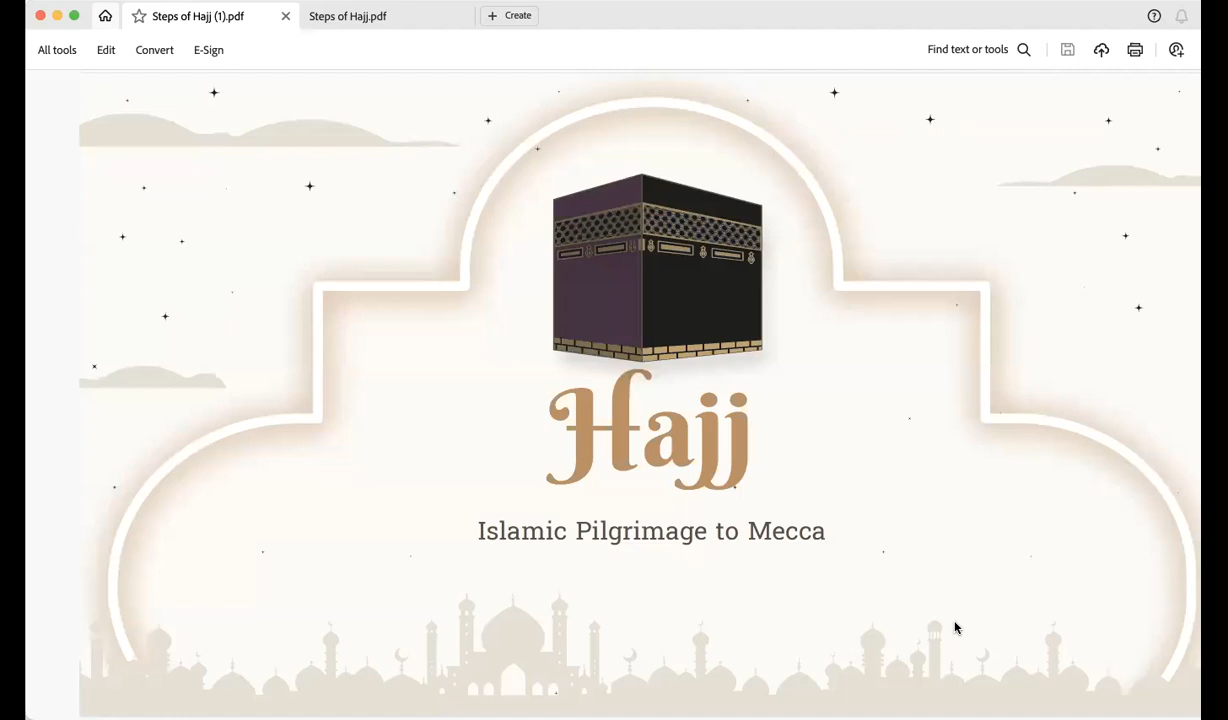 Steps of Hajj (1).pdf
Steps of Hajj.pdf
Create
All tools
Edit
Convert
E-Sign
Find text or tools
Hajj
Islamic Pilgrimage to Mecca